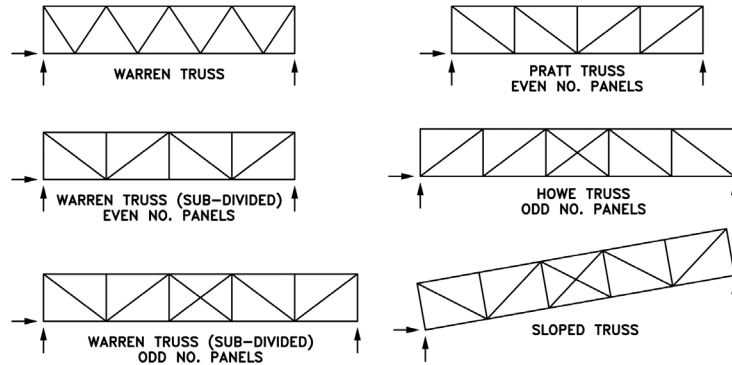 WARREN TRUSS
PRATT TRUSS
EVEN NO. PANELS
WARREN TRUSS (SUB-DIVIDED)
EVEN NO. PANELS
HOWE TRUSS
ODD NO. PANELS
WARREN TRUSS (SUB-DIVIDED)
ODD NO. PANELS
SLOPED TRUSS